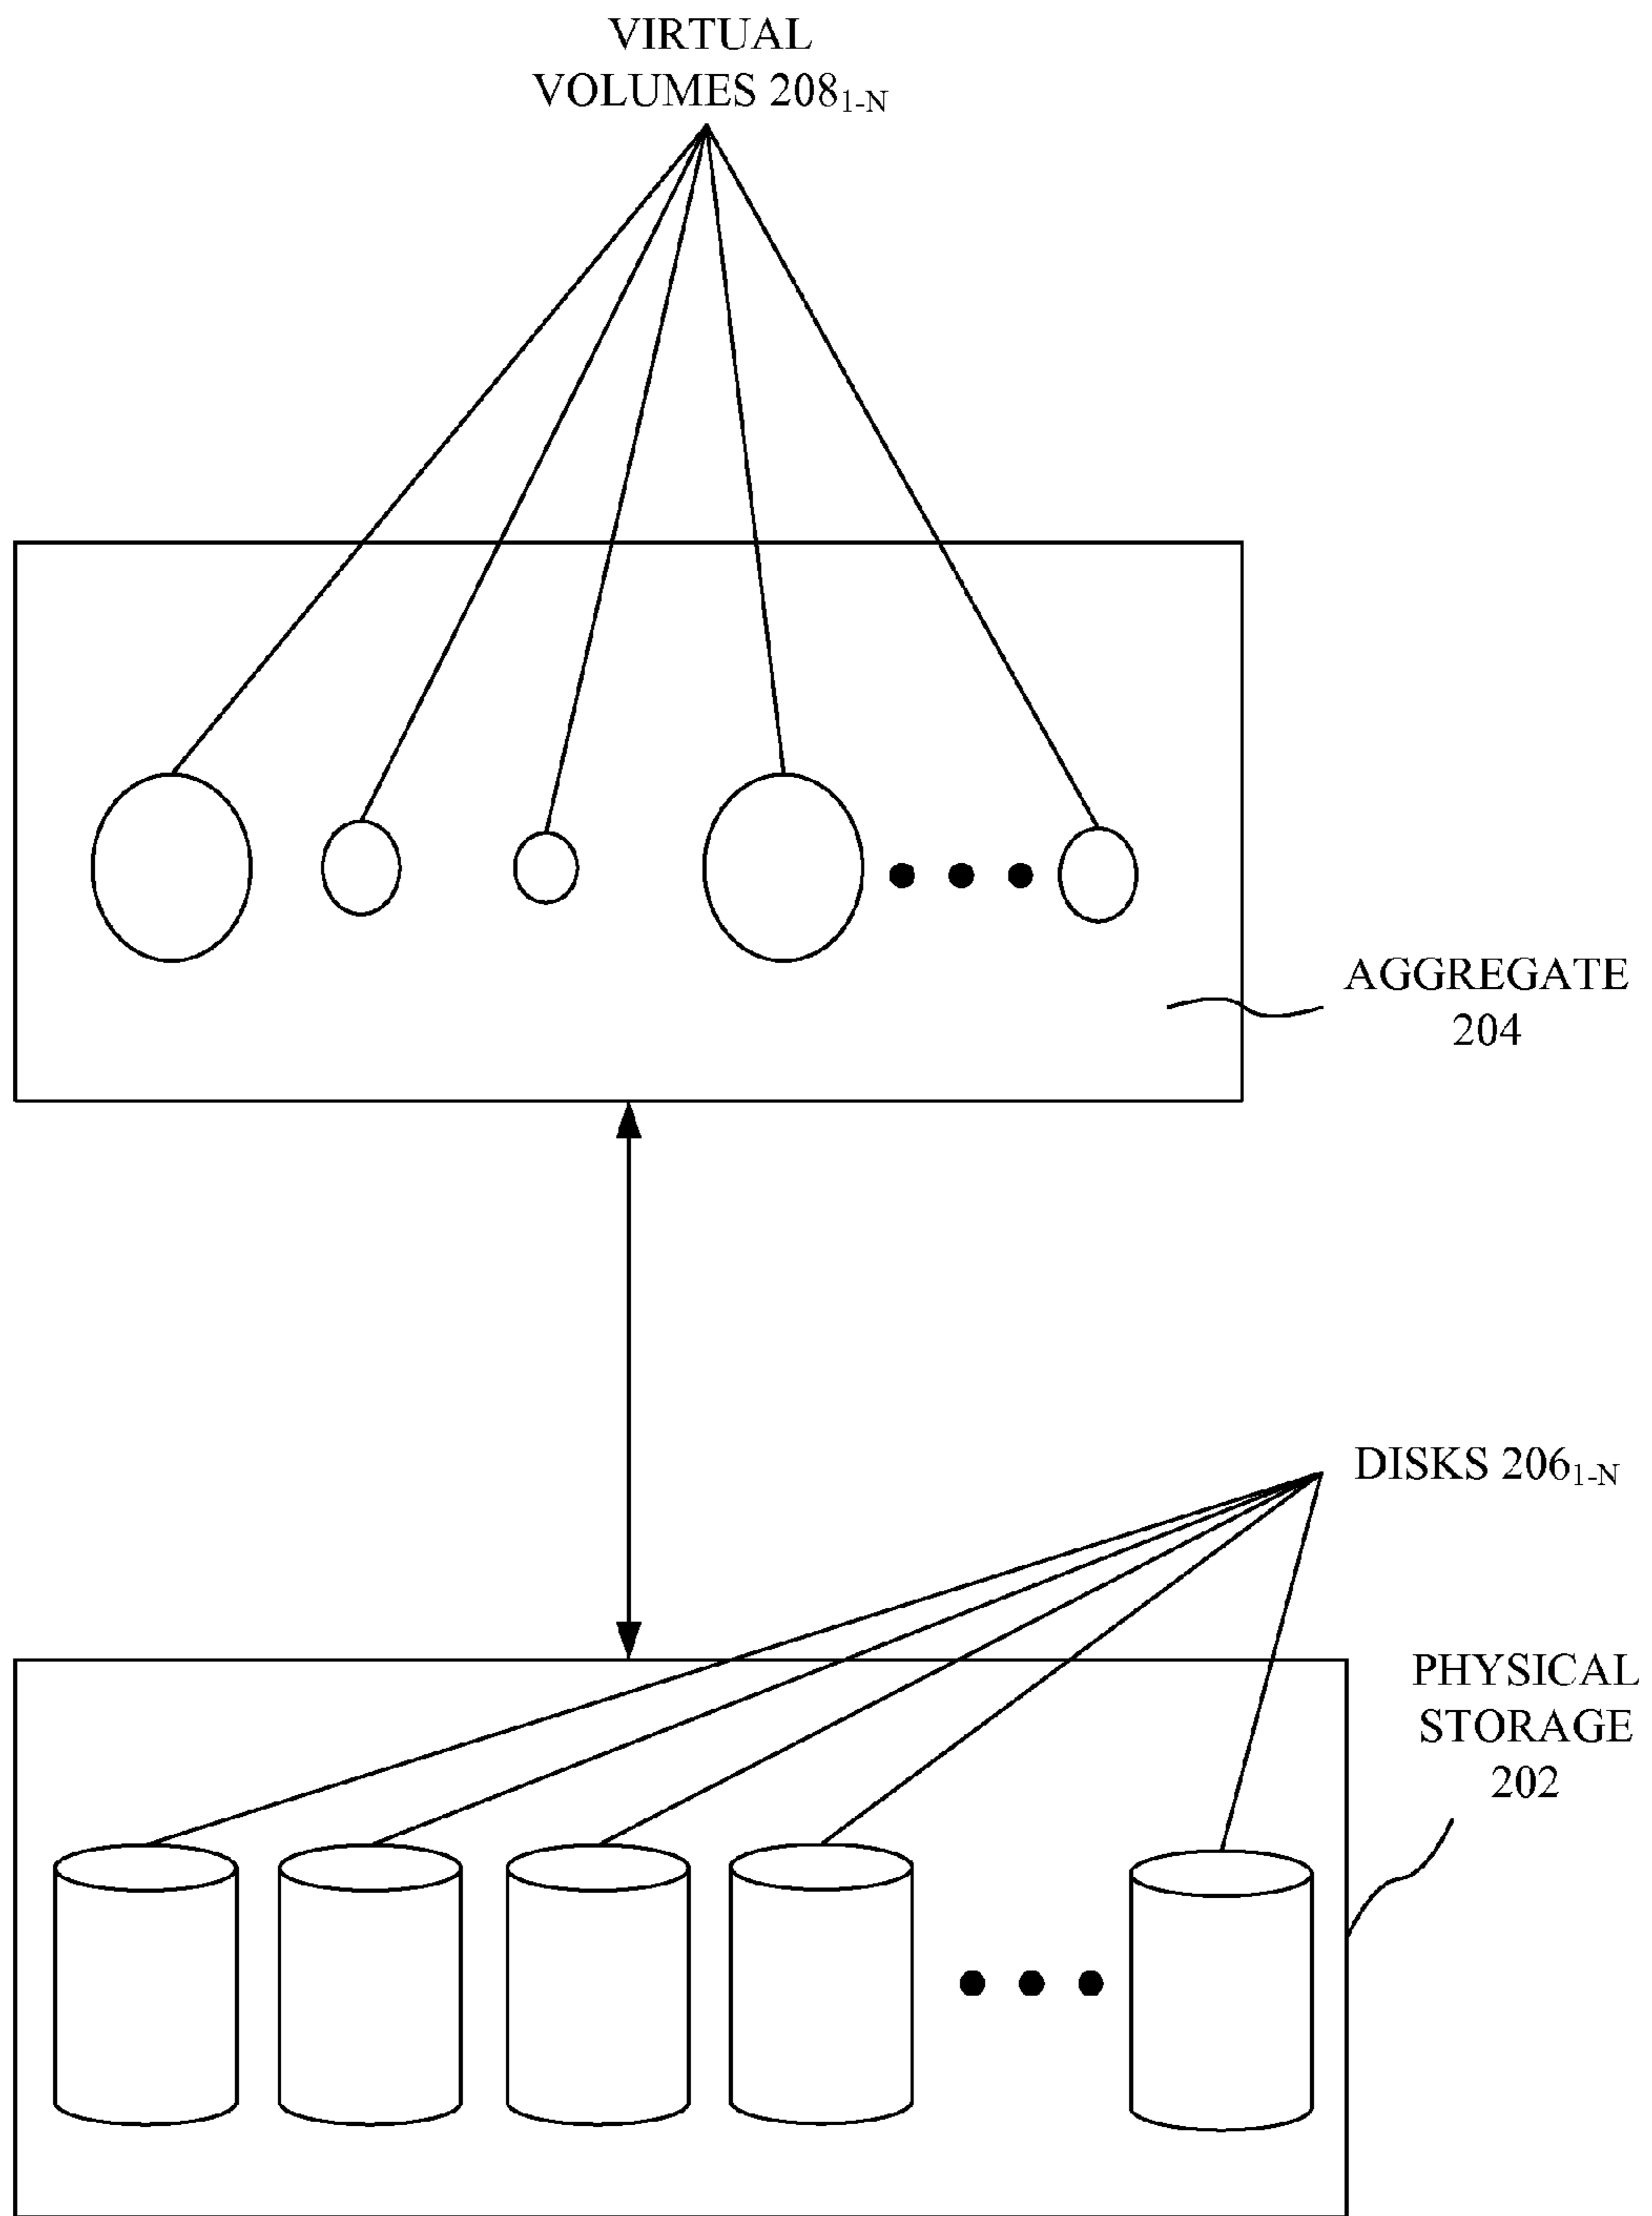 VIRTUAL
VOLUMES 208₁₋N
AGGREGATE
204
DISKS 206₁₋N
PHYSICAL
STORAGE
202